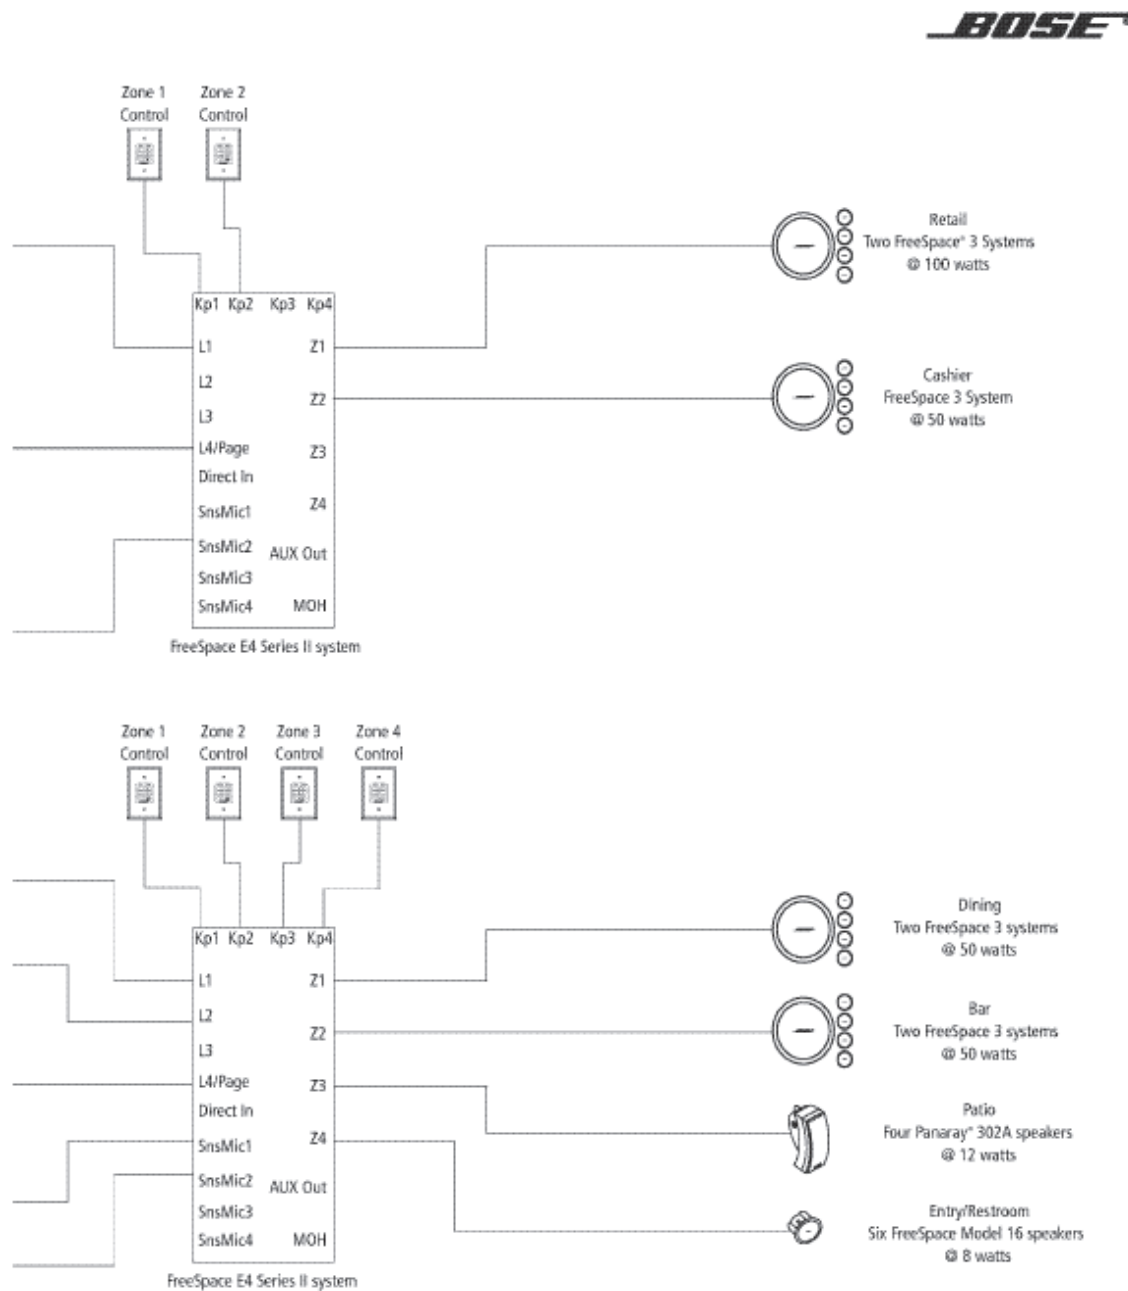 BOSE
Zone 1 Zone 2
Control Control
Retail
Two FreeSpace® 3 Systems
@ 100 watts
Kp1 Kp2 Kp3 Kp4
L1 Z1
Cashier
FreeSpace 3 System
@ 50 watts
L2
Z2
L3
L4/Page Z3
Direct In
SnsMic1 Z4
SnsMic2 AUX Out
SnsMic3
SnsMic4 MOH
FreeSpace E4 Series II system
Zone 1 Zone 2 Zone 3 Zone 4
Control Control Control Control
Dining
Two FreeSpace 3 systems
@ 50 watts
Kp1 Kp2 Kp3 Kp4
L1 Z1
Bar
Two FreeSpace 3 systems
@ 50 watts
L2
Z2
L3
L4/Page Z3
Patio
Four Panaray® 302A speakers
@ 12 watts
Direct In
SnsMic1 Z4
SnsMic2 AUX Out
SnsMic3
SnsMic4 MOH
Entry/Restroom
Six FreeSpace Model 16 speakers
@ 8 watts
FreeSpace E4 Series II system